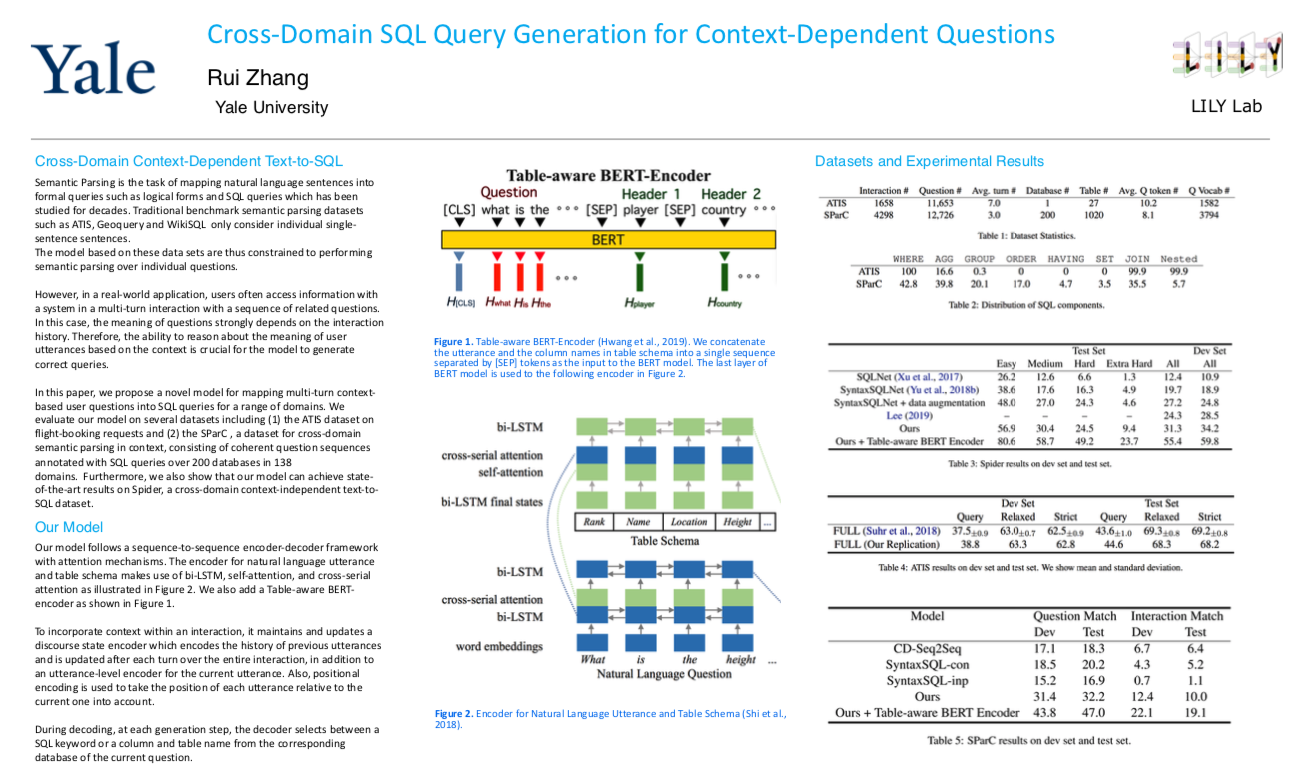 Yale
Cross-Domain SQL Query Generation for Context-Dependent Questions
Rui Zhang
Yale University
LILY
LILY Lab
Cross-Domain Context-Dependent Text-to-SQL
Semantic Parsing is the task of mapping natural language sentences into
formal queries such as logical forms and SQL queries which has been
studied for decades. Traditional benchmark semantic parsing datasets
such as ATIS, Geoquery and WikiSQL only consider individual single-
sentence sentences.
The model based on these data sets are thus constrained to performing
semantic parsing over individual questions.
However, in a real-world application, users often access information with
a system in a multi-turn interaction with a sequence of related questions.
In this case, the meaning of questions strongly depends on the interaction
history. Therefore, the ability to reason about the meaning of user
utterances based on the context is crucial for the model to generate
correct queries.
In this paper, we propose a novel model for mapping multi-turn context-
based user questions into SQL queries for a range of domains. We
evaluate our model on several datasets including (1) the ATIS dataset on
flight-booking requests and (2) the SParC , a dataset for cross-domain
semantic parsing in context, consisting of coherent question sequences
annotated with SQL queries over 200 databases in 138
domains. Furthermore, we also show that our model can achieve state-
of-the-art results on Spider, a cross-domain context-independent text-to-
SQL dataset.
Our Model
Our model follows a sequence-to-sequence encoder-decoder framework
with attention mechanisms. The encoder for natural language utterance
and table schema makes use of bi-LSTM, self-attention, and cross-serial
attention as illustrated in Figure 2. We also add a Table-aware BERT-
encoder as shown in Figure 1.
To incorporate context within an interaction, it maintains and updates a
discourse state encoder which encodes the history of previous utterances
and is updated after each turn over the entire interaction, in addition to
an utterance-level encoder for the current utterance. Also, positional
encoding is used to take the position of each utterance relative to the
current one into account.
During decoding, at each generation step, the decoder selects between a
SQL keyword or a column and table name from the corresponding
database of the current question.
Table-aware BERT-Encoder
Question Header 1 Header 2
[CLS] what is the [SEP] player [SEP] country
BERT
H[CLS] Hwhat His Hthe Hplayer Hcountry
Figure 1. Table-aware BERT-Encoder (Hwang et al., 2019). We concatenate
the utterance and the column names in table schema into a single sequence
separated by [SEP] tokens as the input to the BERT model. The last layer of
BERT model is used to the following encoder in Figure 2.
bi-LSTM
cross-serial attention
self-attention
bi-LSTM final states
Rank Name Location Height ...
Table Schema
bi-LSTM
cross-serial attention
bi-LSTM
word embeddings
What is the height ...
Natural Language Question
Figure 2. Encoder for Natural Language Utterance and Table Schema (Shi et al.,
2018).
Datasets and Experimental Results
Interaction # Question # Avg. turn # Database # Table # Avg. Q token # Q Vocab #
ATIS 1658 11,653 7.0 1 27 10.2 1582
SParC 4298 12,726 3.0 200 1020 8.1 3794
Table 1: Dataset Statistics.
WHERE AGG GROUP ORDER HAVING SET JOIN Nested
ATIS 100 16.6 0.3 0 0 0 99.9 99.9
SParC 42.8 39.8 20.1 17.0 4.7 3.5 35.5 5.7
Table 2: Distribution of SQL components.
Test Set Dev Set
Easy Medium Hard Extra Hard All All
SQLNet (Xu et al., 2017) 26.2 12.6 6.6 1.3 12.4 10.9
SyntaxSQLNet (Yu et al., 2018b) 38.6 17.6 16.3 4.9 19.7 18.9
SyntaxSQLNet + data augmentation 48.0 27.0 24.3 4.6 27.2 24.8
Lee (2019) – – – – 24.3 28.5
Ours 56.9 30.4 24.5 9.4 31.3 34.2
Ours + Table-aware BERT Encoder 80.6 58.7 49.2 23.7 55.4 59.8
Table 3: Spider results on dev set and test set.
Dev Set Test Set
Query Relaxed Strict Query Relaxed Strict
FULL (Suhr et al., 2018) 37.5±0.9 63.0±0.7 62.5±0.9 43.6±1.0 69.3±0.8 69.2±0.8
FULL (Our Replication) 38.8 63.3 62.8 44.6 68.3 68.2
Table 4: ATIS results on dev set and test set. We show mean and standard deviation.
Model Question Match Interaction Match
Dev Test Dev Test
CD-Seq2Seq 17.1 18.3 6.7 6.4
SyntaxSQL-con 18.5 20.2 4.3 5.2
SyntaxSQL-inp 15.2 16.9 0.7 1.1
Ours 31.4 32.2 12.4 10.0
Ours + Table-aware BERT Encoder 43.8 47.0 22.1 19.1
Table 5: SParC results on dev set and test set.